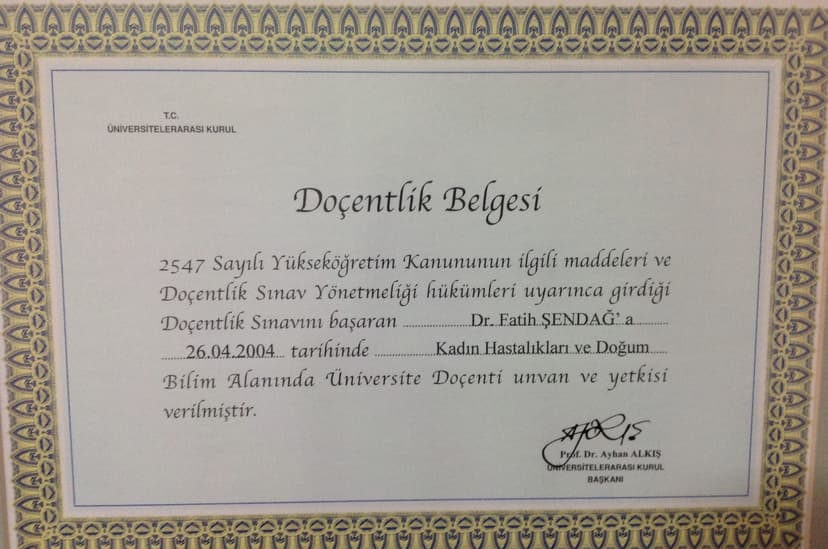 T.C.
ÜNİVERSİTELERARASI KURUL
Doçentlik Belgesi
2547 Sayılı Yükseköğretim Kanununun ilgili maddeleri ve
Doçentlik Sınav Yönetmeliği hükümleri uyarınca girdiği
Doçentlik Sınavını başaran ........ Dr. Fatih ŞENDAĞ' a ........
........ 26.04.2004 .. tarihinde ........ Kadın Hastalıkları ve Doğum ........
Bilim Alanında Üniversite Doçenti unvan ve yetkisi
verilmiştir.
Prof. Dr. Ayhan ALKIŞ
ÜNİVERSİTELERARASI KURUL
BAŞKANI